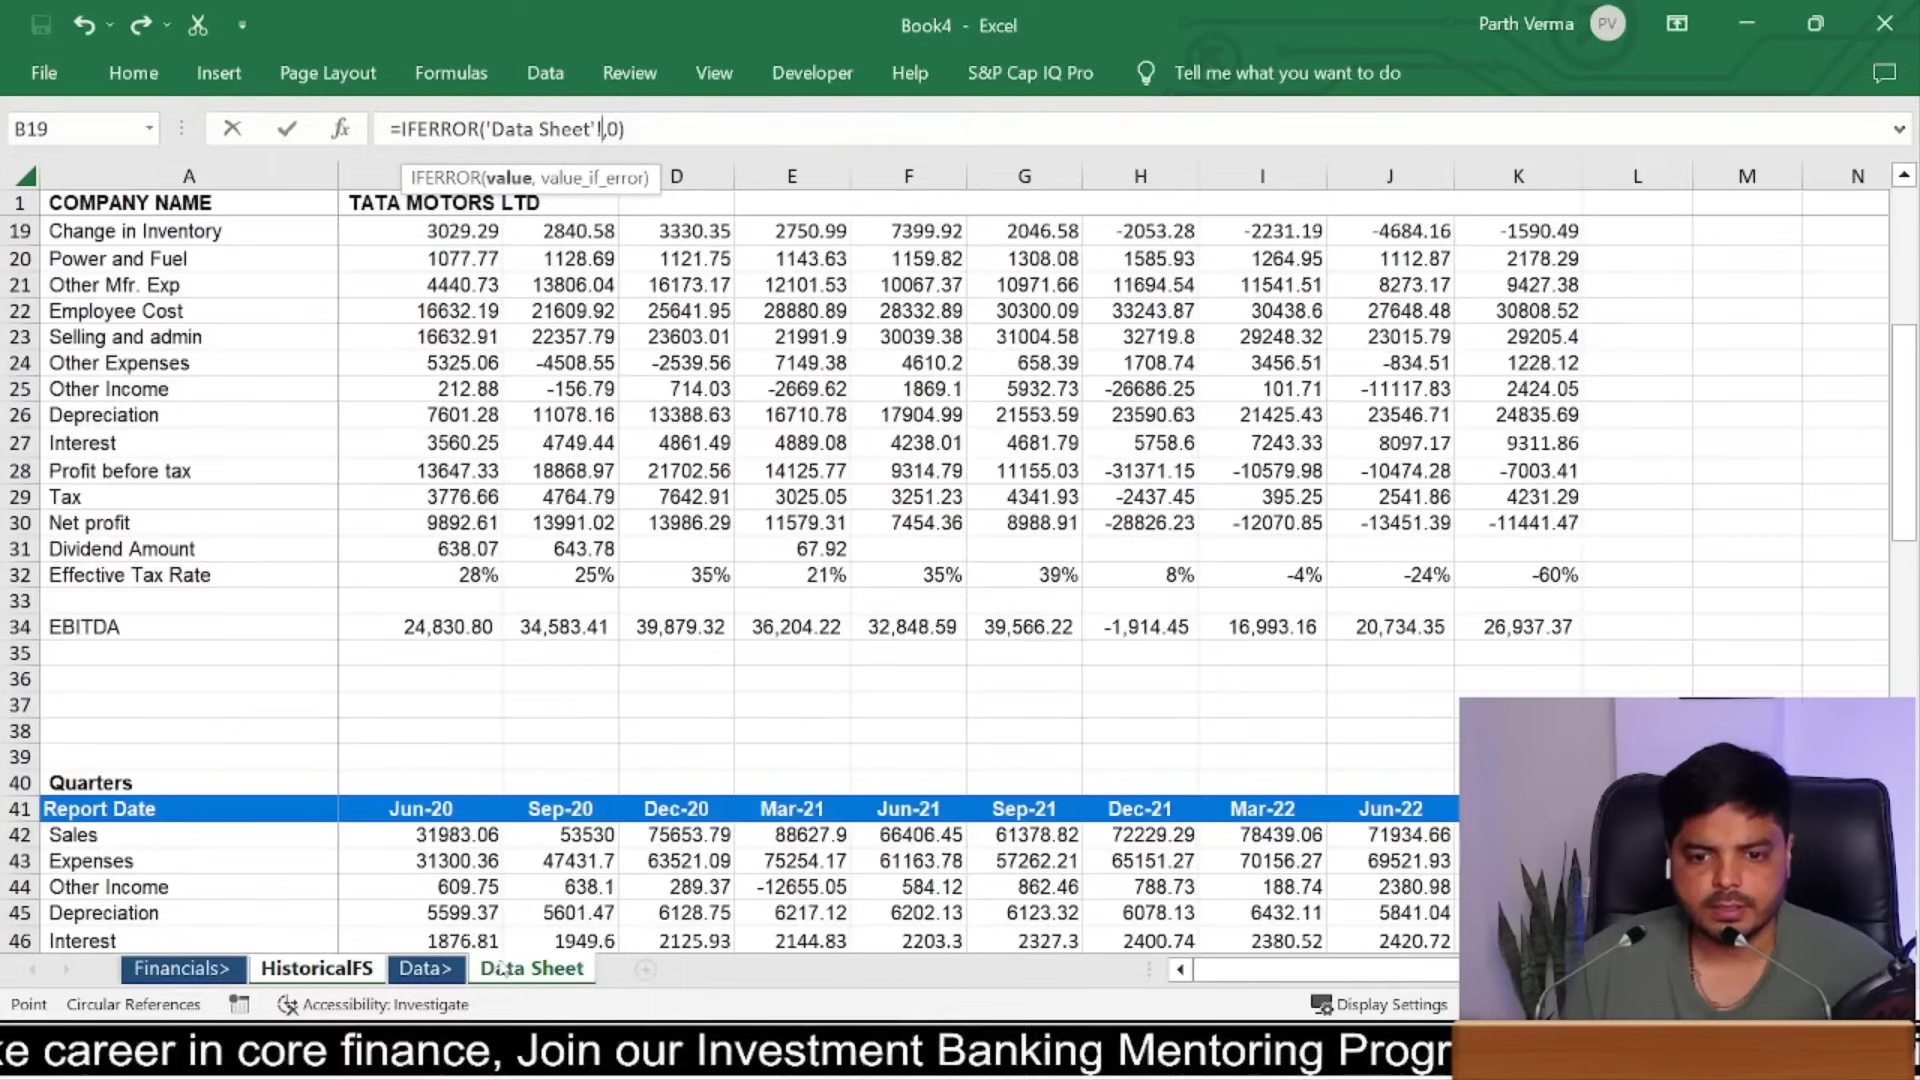 Book4 - Excel
Parth Verma
PV
File Home Insert Page Layout Formulas Data Review View Developer Help S&P Cap IQ Pro Tell me what you want to do
B19 fx =IFERROR('Data Sheet'!,0)
IFERROR(value, value_if_error)
A D E F G H I J K L M N
1 COMPANY NAME TATA MOTORS LTD
19 Change in Inventory 3029.29 2840.58 3330.35 2750.99 7399.92 2046.58 -2053.28 -2231.19 -4684.16 -1590.49
20 Power and Fuel 1077.77 1128.69 1121.75 1143.63 1159.82 1308.08 1585.93 1264.95 1112.87 2178.29
21 Other Mfr. Exp 4440.73 13806.04 16173.17 12101.53 10067.37 10971.66 11694.54 11541.51 8273.17 9427.38
22 Employee Cost 16632.19 21609.92 25641.95 28880.89 28332.89 30300.09 33243.87 30438.6 27648.48 30808.52
23 Selling and admin 16632.91 22357.79 23603.01 21991.9 30039.38 31004.58 32719.8 29248.32 23015.79 29205.4
24 Other Expenses 5325.06 -4508.55 -2539.56 7149.38 4610.2 658.39 1708.74 3456.51 -834.51 1228.12
25 Other Income 212.88 -156.79 714.03 -2669.62 1869.1 5932.73 -26686.25 101.71 -11117.83 2424.05
26 Depreciation 7601.28 11078.16 13388.63 16710.78 17904.99 21553.59 23590.63 21425.43 23546.71 24835.69
27 Interest 3560.25 4749.44 4861.49 4889.08 4238.01 4681.79 5758.6 7243.33 8097.17 9311.86
28 Profit before tax 13647.33 18868.97 21702.56 14125.77 9314.79 11155.03 -31371.15 -10579.98 -10474.28 -7003.41
29 Tax 3776.66 4764.79 7642.91 3025.05 3251.23 4341.93 -2437.45 395.25 2541.86 4231.29
30 Net profit 9892.61 13991.02 13986.29 11579.31 7454.36 8988.91 -28826.23 -12070.85 -13451.39 -11441.47
31 Dividend Amount 638.07 643.78 67.92
32 Effective Tax Rate 28% 25% 35% 21% 35% 39% 8% -4% -24% -60%
33
34 EBITDA 24,830.80 34,583.41 39,879.32 36,204.22 32,848.59 39,566.22 -1,914.45 16,993.16 20,734.35 26,937.37
35
36
37
38
39
40 Quarters
41 Report Date Jun-20 Sep-20 Dec-20 Mar-21 Jun-21 Sep-21 Dec-21 Mar-22 Jun-22
42 Sales 31983.06 53530 75653.79 88627.9 66406.45 61378.82 72229.29 78439.06 71934.66
43 Expenses 31300.36 47431.7 63521.09 75254.17 61163.78 57262.21 65151.27 70156.27 69521.93
44 Other Income 609.75 638.1 289.37 -12655.05 584.12 862.46 788.73 188.74 2380.98
45 Depreciation 5599.37 5601.47 6128.75 6217.12 6202.13 6123.32 6078.13 6432.11 5841.04
46 Interest 1876.81 1949.6 2125.93 2144.83 2203.3 2327.3 2400.74 2380.52 2420.72
Financials> HistoricalFS Data> Data Sheet
Point Circular References Accessibility: Investigate Display Settings
ke career in core finance, Join our Investment Banking Mentoring Progr